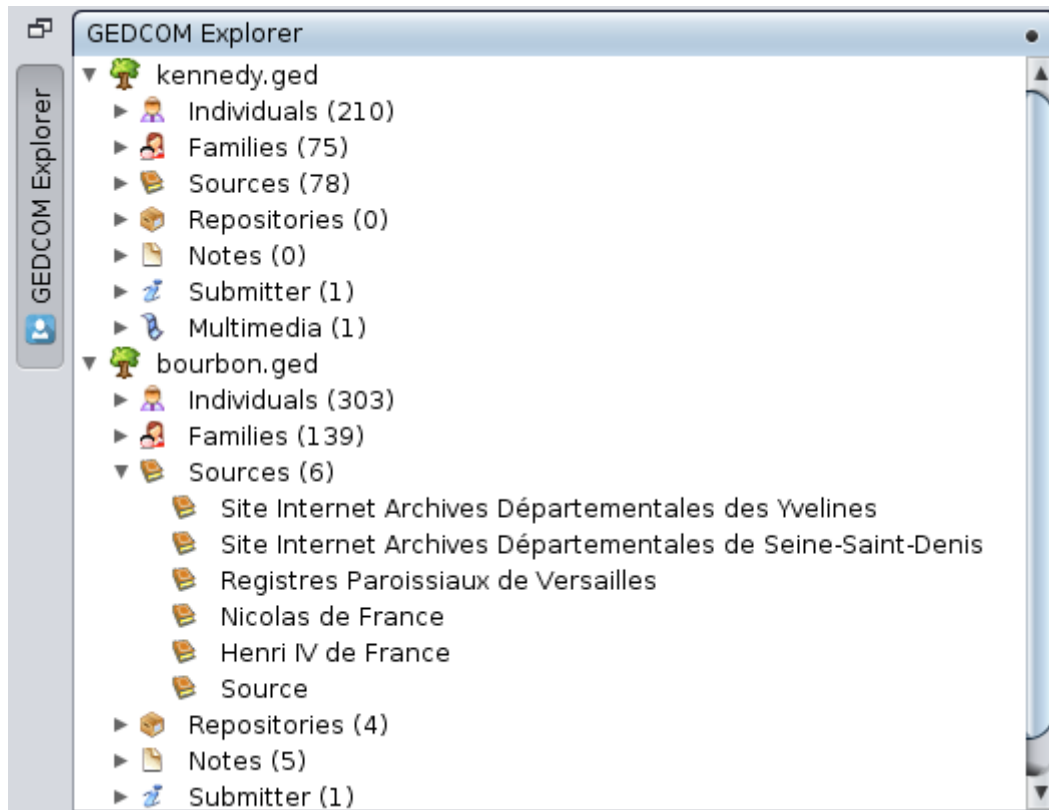 GEDCOM Explorer
GEDCOM Explorer
kennedy.ged
Individuals (210)
Families (75)
Sources (78)
Repositories (0)
Notes (0)
Submitter (1)
Multimedia (1)
bourbon.ged
Individuals (303)
Families (139)
Sources (6)
Site Internet Archives Départementales des Yvelines
Site Internet Archives Départementales de Seine-Saint-Denis
Registres Paroissiaux de Versailles
Nicolas de France
Henri IV de France
Source
Repositories (4)
Notes (5)
Submitter (1)